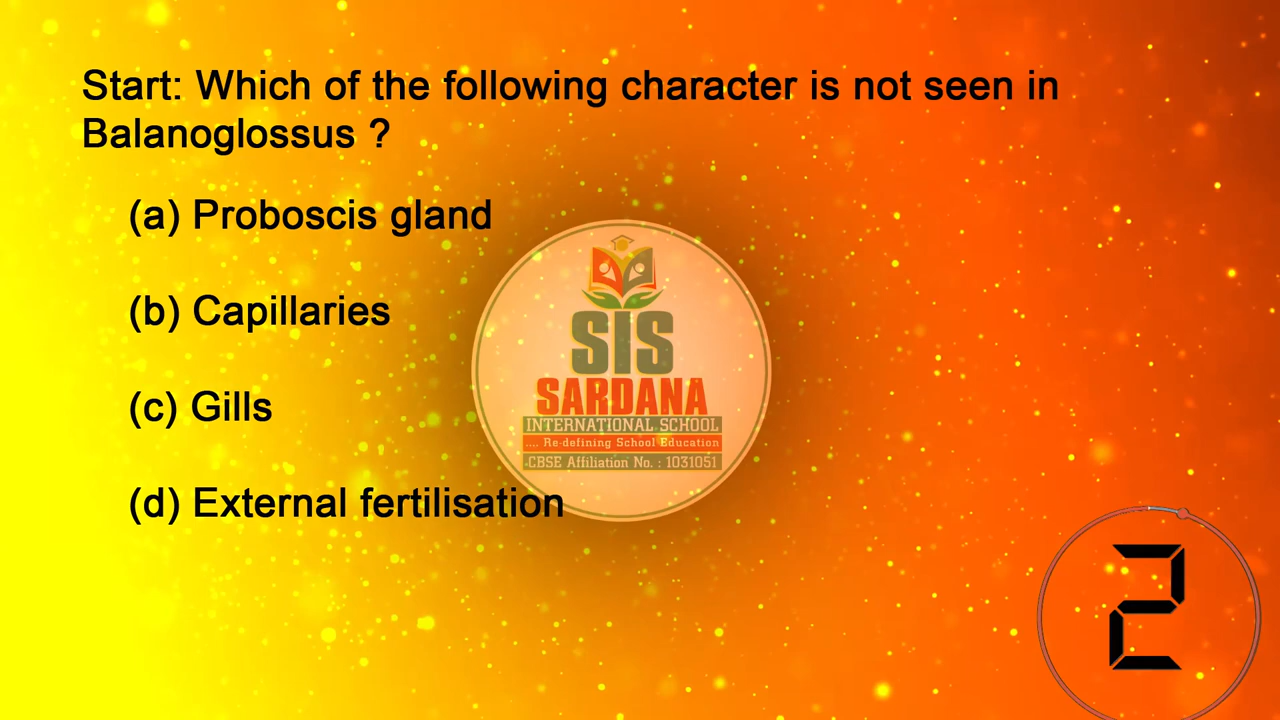 Start: Which of the following character is not seen in
Balanoglossus ?
(a) Proboscis gland
(b) Capillaries
(c) Gills
(d) External fertilisation
SIS
SARDANA
INTERNATIONAL SCHOOL
.... Re-defining School Education
CBSE Affiliation No. : 1031051
2